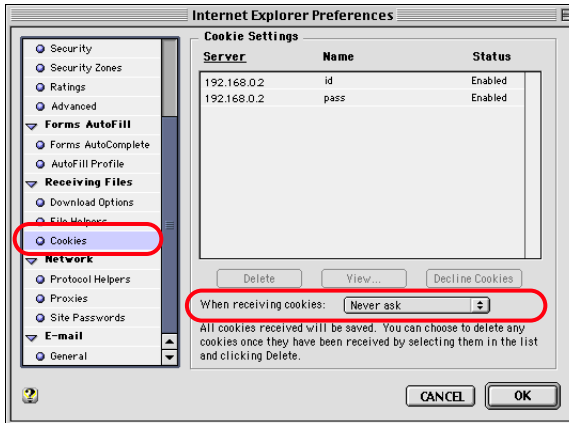 Internet Explorer Preferences
Security
Security Zones
Ratings
Advanced
Forms AutoFill
Forms AutoComplete
AutoFill Profile
Receiving Files
Download Options
File Helpers
Cookies
Network
Protocol Helpers
Proxies
Site Passwords
E-mail
General
Cookie Settings
Server Name Status
192.168.0.2 id Enabled
192.168.0.2 pass Enabled
Delete View... Decline Cookies
When receiving cookies: Never ask
All cookies received will be saved. You can choose to delete any
cookies once they have been received by selecting them in the list
and clicking Delete.
?
CANCEL OK